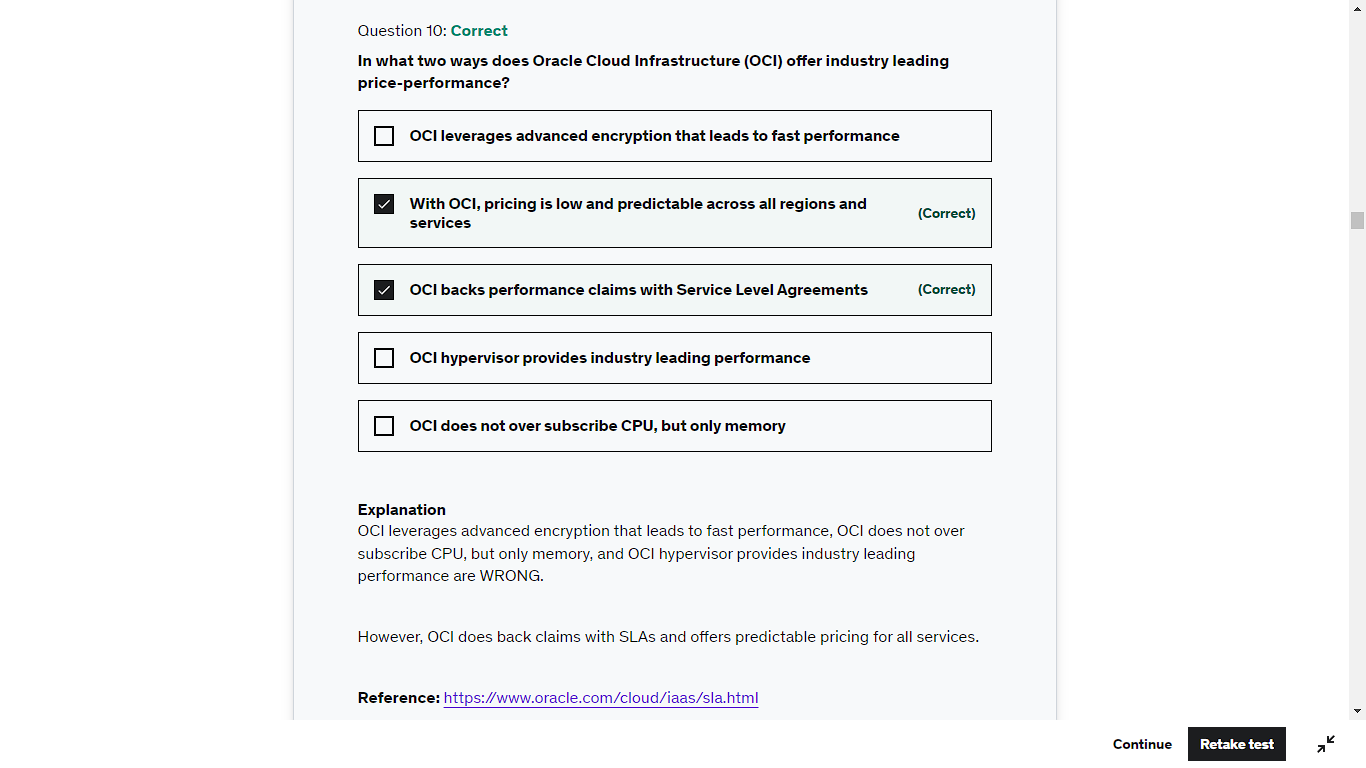 Question 10: Correct
In what two ways does Oracle Cloud Infrastructure (OCI) offer industry leading
price-performance?
OCI leverages advanced encryption that leads to fast performance
With OCI, pricing is low and predictable across all regions and
services
(Correct)
OCI backs performance claims with Service Level Agreements
(Correct)
OCI hypervisor provides industry leading performance
OCI does not over subscribe CPU, but only memory
Explanation
OCI leverages advanced encryption that leads to fast performance, OCI does not over
subscribe CPU, but only memory, and OCI hypervisor provides industry leading
performance are WRONG.
However, OCI does back claims with SLAs and offers predictable pricing for all services.
Reference: https://www.oracle.com/cloud/iaas/sla.html
Continue
Retake test